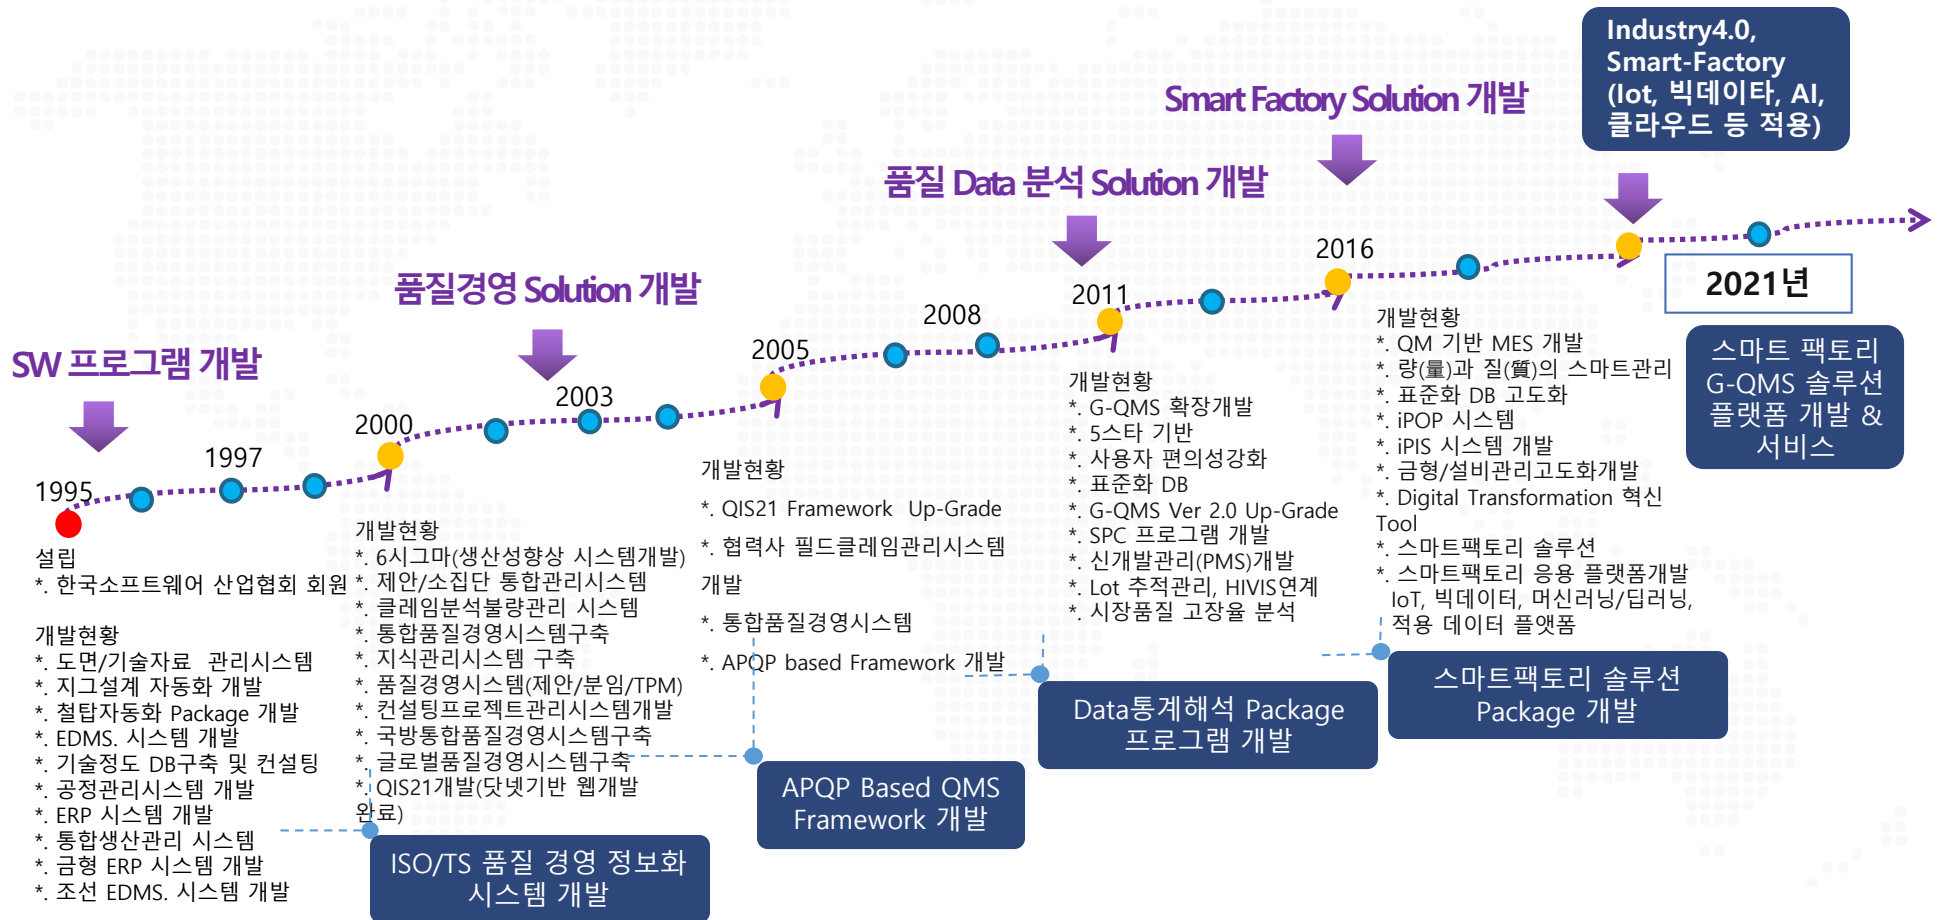 Industry4.0,
Smart-Factory
(Iot, 빅데이타, AI,
클라우드 등 적용)
Smart Factory Solution 개발
품질 Data 분석 Solution 개발
품질경영 Solution 개발
SW 프로그램 개발
1995
1997
2000
2003
2005
2008
2011
2016
2021년
설립
*. 한국소프트웨어 산업협회 회원
개발현황
*. 도면/기술자료  관리시스템
*. 지그설계 자동화 개발
*. 철탑자동화 Package 개발
*. EDMS. 시스템 개발
*. 기술정도 DB구축 및 컨설팅
*. 공정관리시스템 개발
*. ERP 시스템 개발
*. 통합생산관리 시스템
*. 금형 ERP 시스템 개발
*. 조선 EDMS. 시스템 개발
개발현황
*. 6시그마(생산성향상 시스템개발)
*. 제안/소집단 통합관리시스템
*. 클레임분석불량관리 시스템
*. 통합품질경영시스템구축
*. 지식관리시스템 구축
*. 품질경영시스템(제안/분임/TPM)
*. 컨설팅프로젝트관리시스템개발
*. 국방통합품질경영시스템구축
*. 글로벌품질경영시스템구축
*. QIS21개발(닷넷기반 웹개발
완료)
ISO/TS 품질 경영 정보화
시스템 개발
개발현황
*. QIS21 Framework  Up-Grade
*. 협력사 필드클레임관리시스템
개발
*. 통합품질경영시스템
*. APQP based Framework 개발
APQP Based QMS
Framework 개발
개발현황
*. G-QMS 확장개발
*. 5스타 기반
*. 사용자 편의성강화
*. 표준화 DB
*. G-QMS Ver 2.0 Up-Grade
*. SPC 프로그램 개발
*. 신개발관리(PMS)개발
*. Lot 추적관리, HIVIS연계
*. 시장품질 고장율 분석
Data통계해석 Package
프로그램 개발
개발현황
*. QM 기반 MES 개발
*. 량(量)과 질(質)의 스마트관리
*. 표준화 DB 고도화
*. iPOP 시스템
*. iPIS 시스템 개발
*. 금형/설비관리고도화개발
*. Digital Transformation 혁신
Tool
*. 스마트팩토리 솔루션
*. 스마트팩토리 응용 플랫폼개발
IoT, 빅데이터, 머신러닝/딥러닝,
적용 데이터 플앳폼
스마트팩토리 솔루션
Package 개발
스마트 팩토리
G-QMS 솔루션
플랫폼 개발 &
서비스